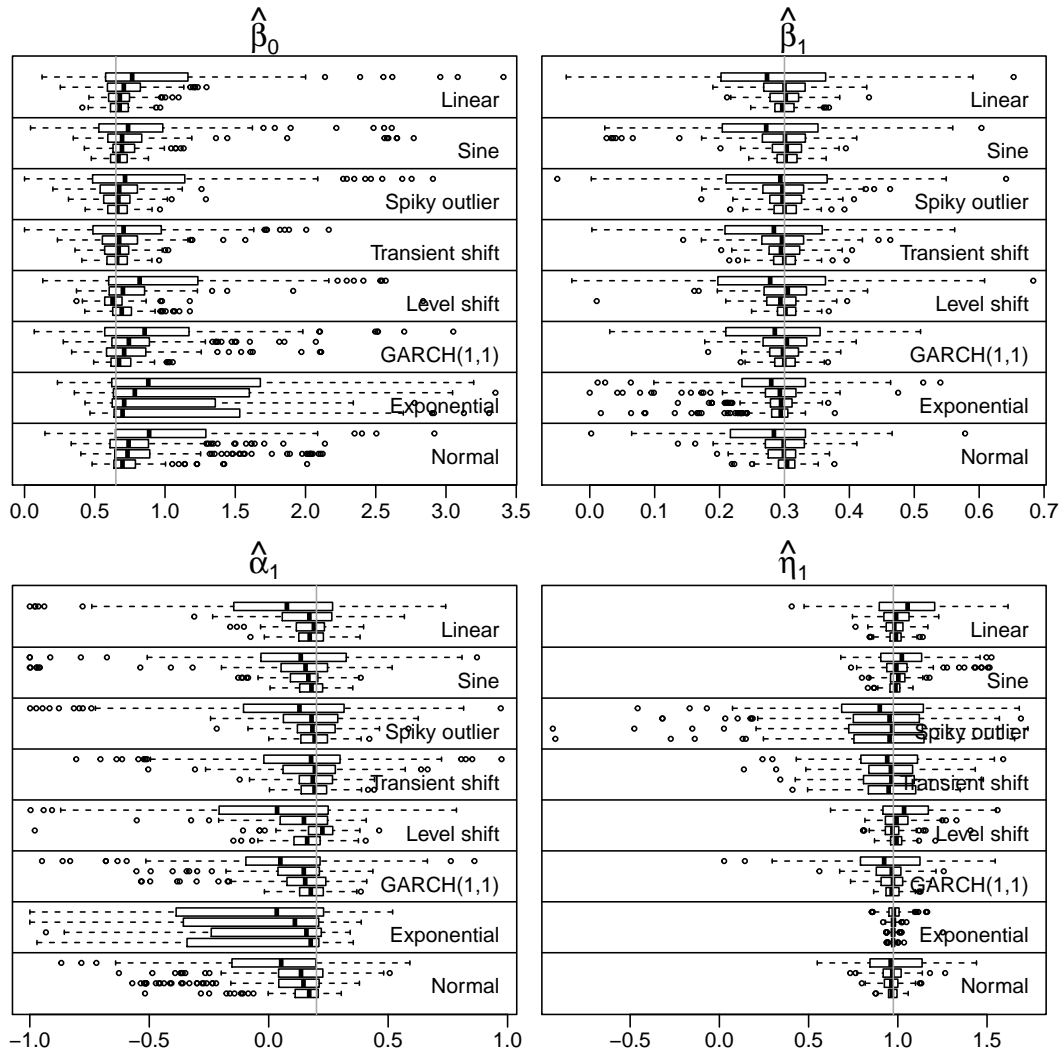 β̂₀
Linear
Sine
Spiky outlier
Transient shift
Level shift
GARCH(1,1)
Exponential
Normal
0.0 0.5 1.0 1.5 2.0 2.5 3.0 3.5
β̂₁
Linear
Sine
Spiky outlier
Transient shift
Level shift
GARCH(1,1)
Exponential
Normal
0.0 0.1 0.2 0.3 0.4 0.5 0.6 0.7
α̂₁
Linear
Sine
Spiky outlier
Transient shift
Level shift
GARCH(1,1)
Exponential
Normal
−1.0 −0.5 0.0 0.5 1.0
η̂₁
Linear
Sine
Spiky outlier
Transient shift
Level shift
GARCH(1,1)
Exponential
Normal
−0.5 0.0 0.5 1.0 1.5